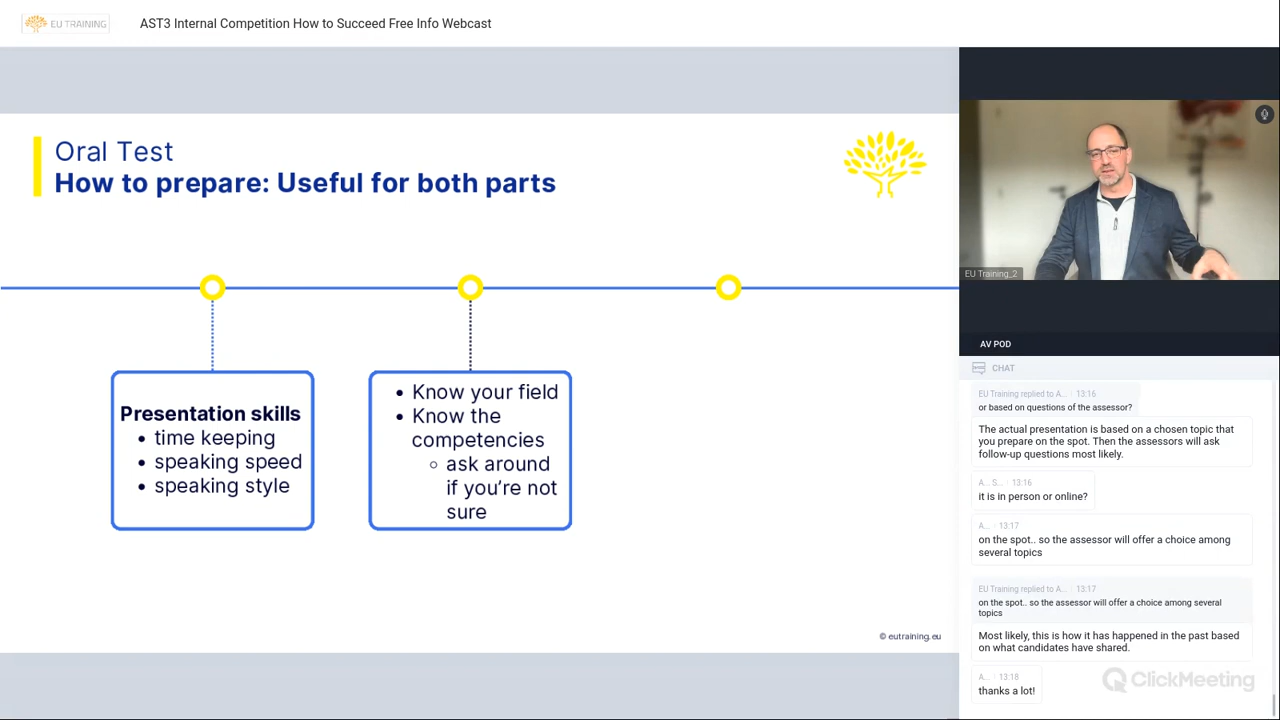 EU TRAINING
AST3 Internal Competition How to Succeed Free Info Webcast
Oral Test
How to prepare: Useful for both parts
Presentation skills
• time keeping
• speaking speed
• speaking style
• Know your field
• Know the
competencies
○ ask around
if you’re not
sure
© eutraining.eu
EU Training_2
AV POD
CHAT
EU Training replied to A... · 13:16
or based on questions of the assessor?
The actual presentation is based on a chosen topic that
you prepare on the spot. Then the assessors will ask
follow-up questions most likely.
A... S... · 13:16
it is in person or online?
A... · 13:17
on the spot.. so the assessor will offer a choice among
several topics
EU Training replied to A... · 13:17
on the spot.. so the assessor will offer a choice among several
topics
Most likely, this is how it has happened in the past based
on what candidates have shared.
A... · 13:18
thanks a lot!
ClickMeeting